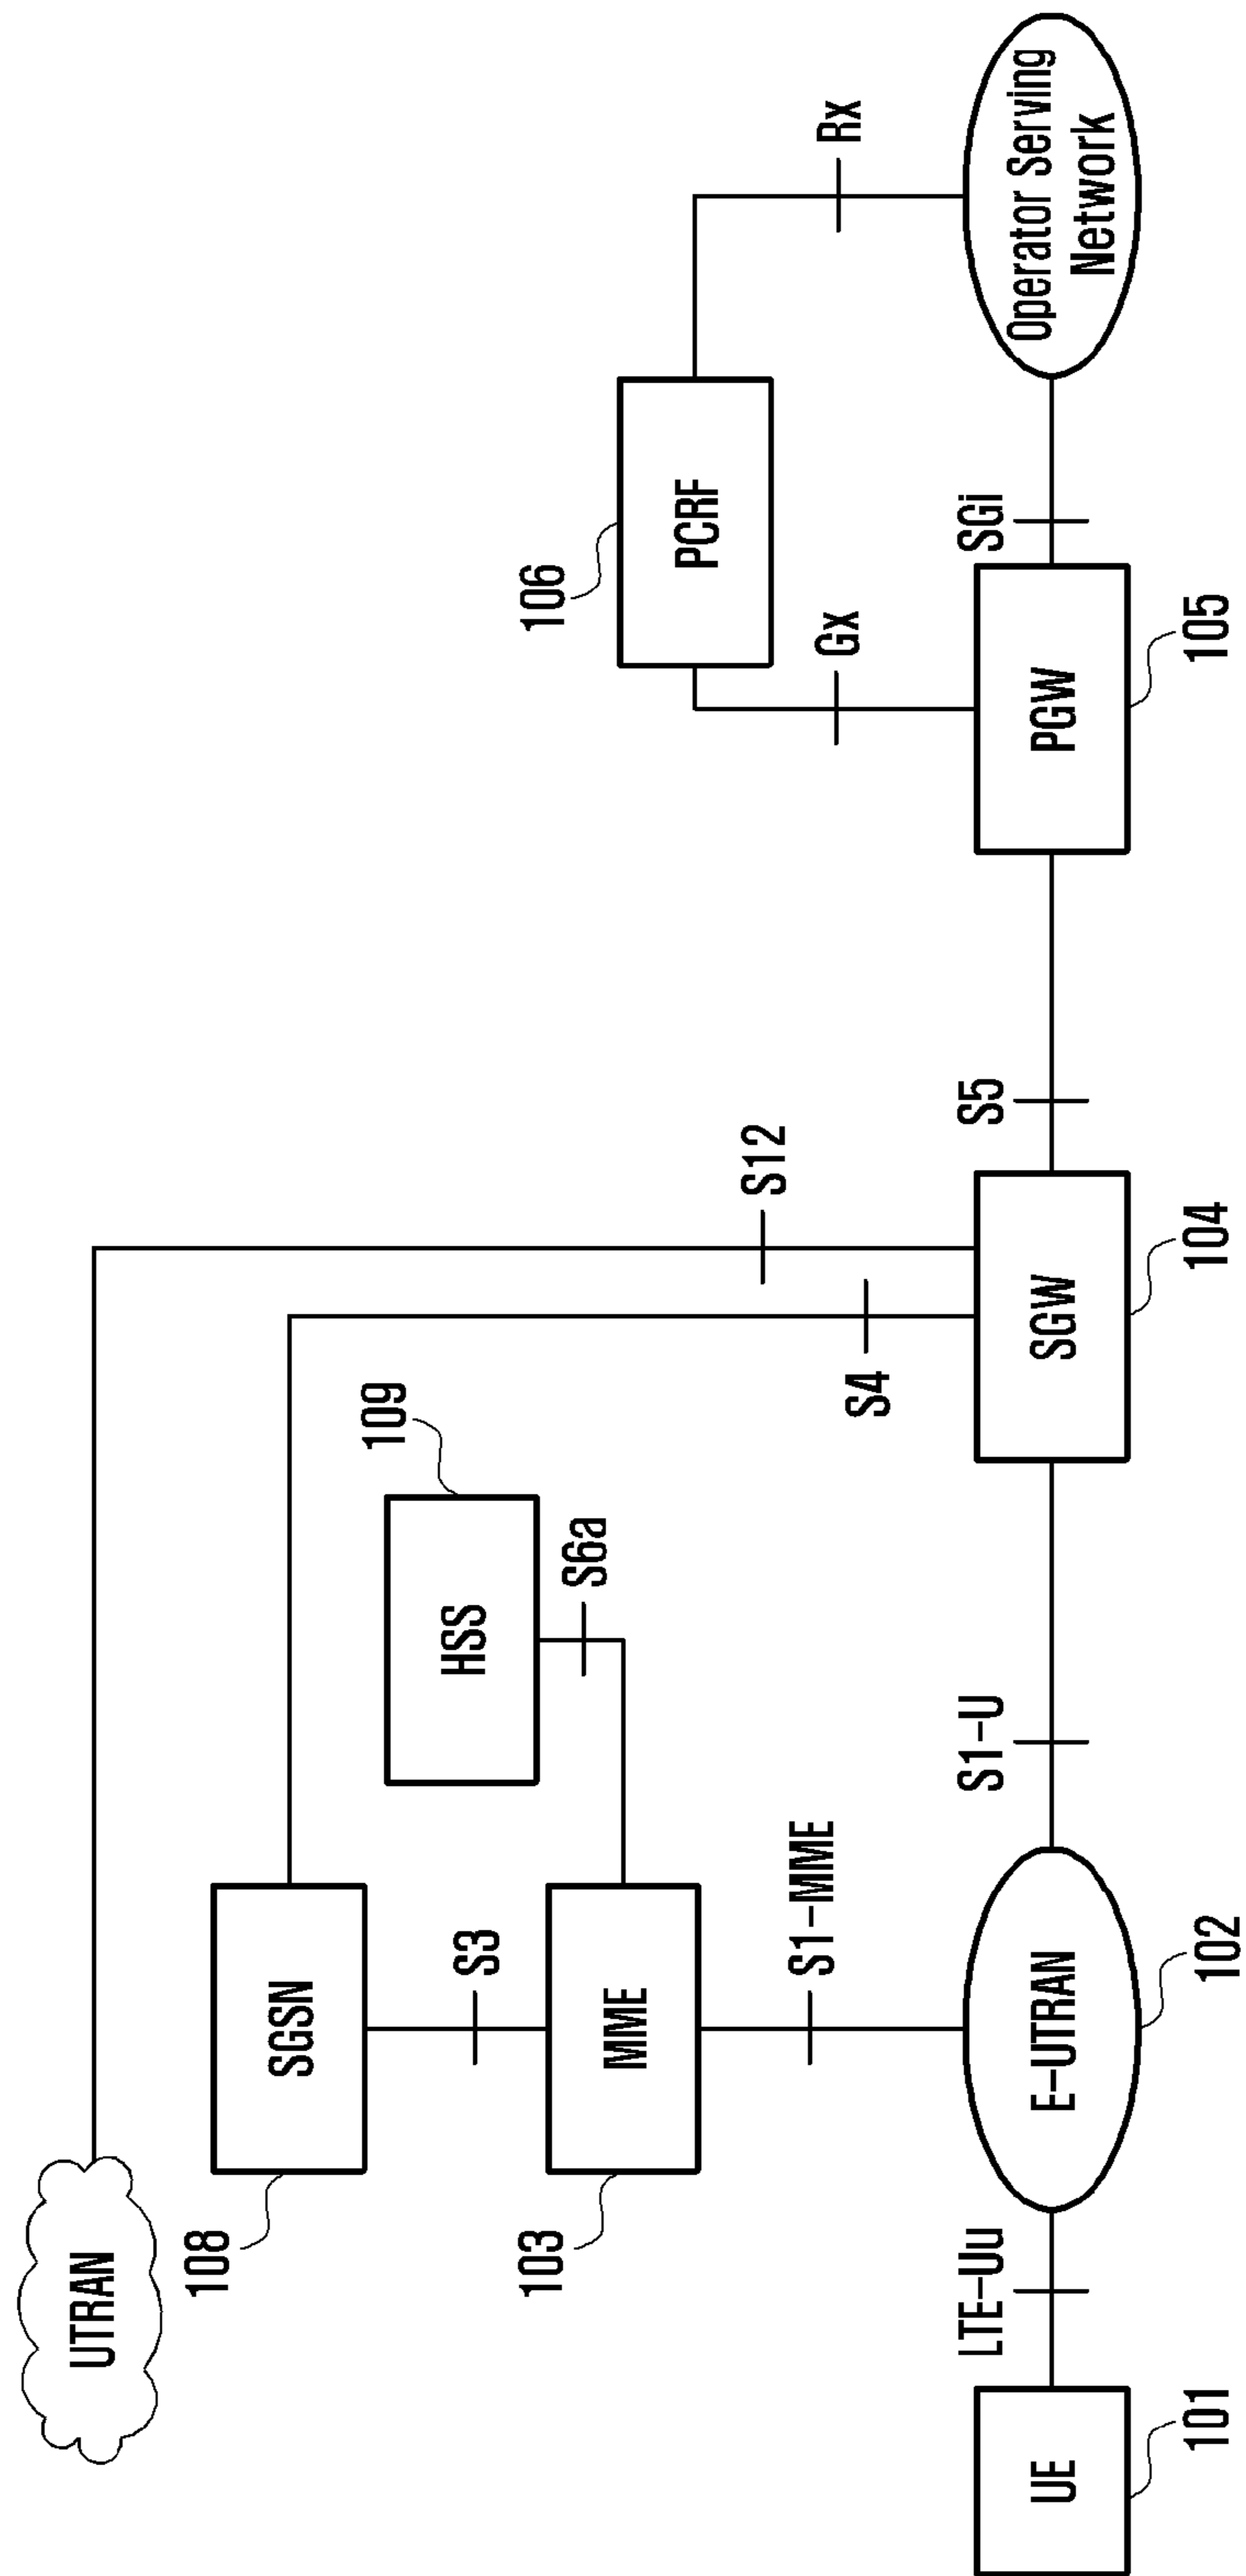 UTRAN
108
SGSN
S3
109
HSS
S6a
103
MME
S1-MME
S12
S4
106
PCRF
Gx
Rx
UE
101
LTE-Uu
E-UTRAN
102
S1-U
SGW
104
S5
PGW
105
SGi
Operator Serving
Network